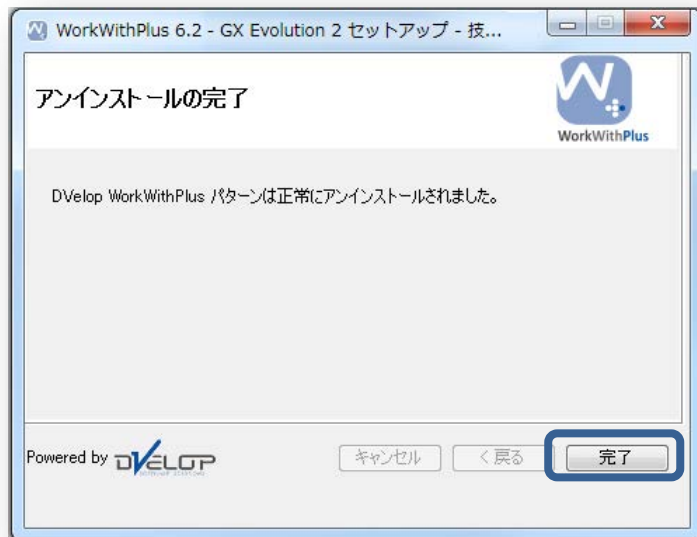 WorkWithPlus 6.2 - GX Evolution 2 セットアップ - 技...
アンインストールの完了
WorkWithPlus
DVelop WorkWithPlus パターンは正常にアンインストールされました。
Powered by DVELOP
キャンセル
< 戻る
完了